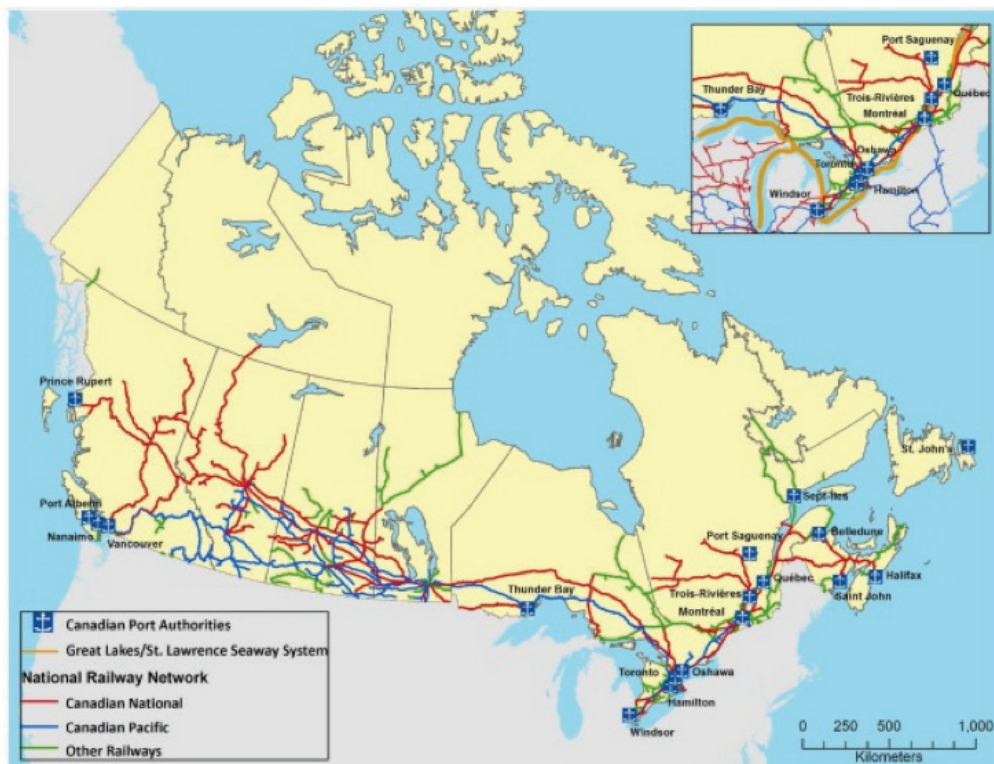 Port Saguenay
Thunder Bay
Québec
Trois-Rivières
Montréal
Oshawa
Toronto
Windsor
Hamilton
Prince Rupert
St. John's
Port Alberni
Sept-Iles
Nanaimo
Vancouver
Belledune
Port Saguenay
Halifax
Québec
Thunder Bay
Trois-Rivières
Saint John
Montréal
Canadian Port Authorities
Great Lakes/St. Lawrence Seaway System
National Railway Network
Canadian National
Canadian Pacific
Other Railways
Toronto
Oshawa
Hamilton
Windsor
0 250 500 1,000
Kilometers